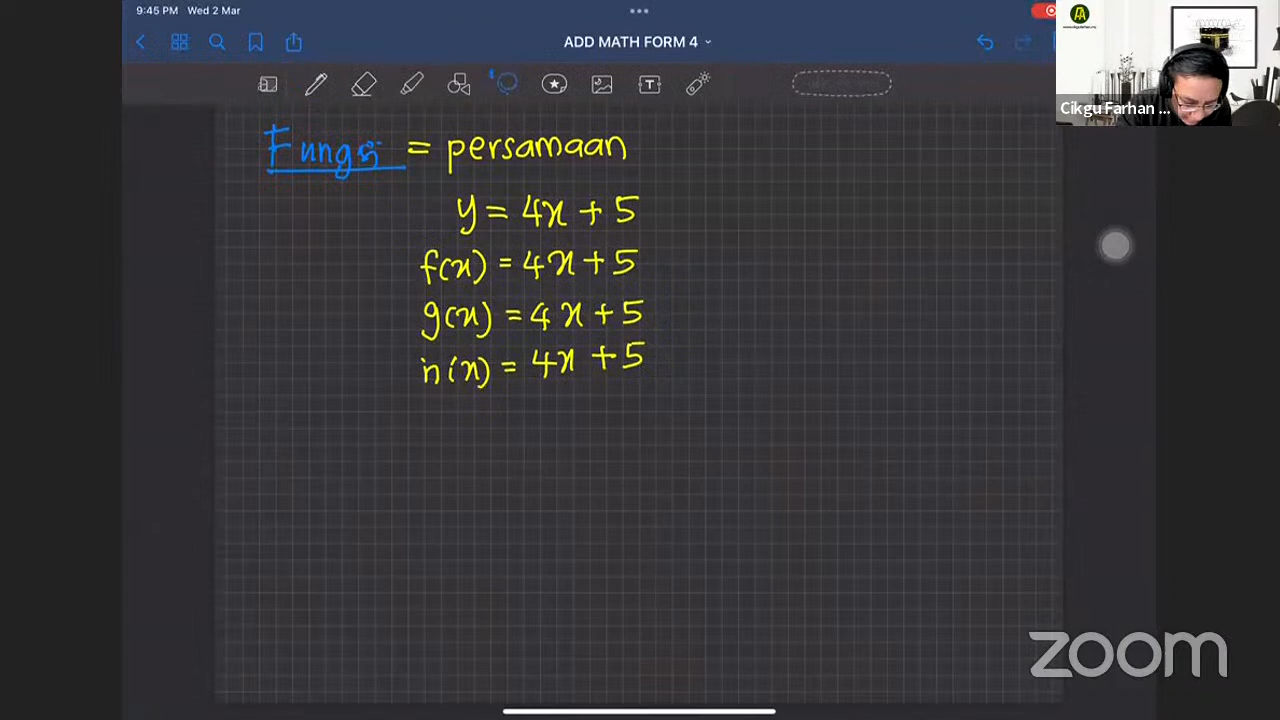 9:45 PM Wed 2 Mar
ADD MATH FORM 4
Cikgu Farhan ...
Fungsi = persamaan
y = 4x + 5
f(x) = 4x + 5
g(x) = 4x + 5
h(x) = 4x + 5
zoom